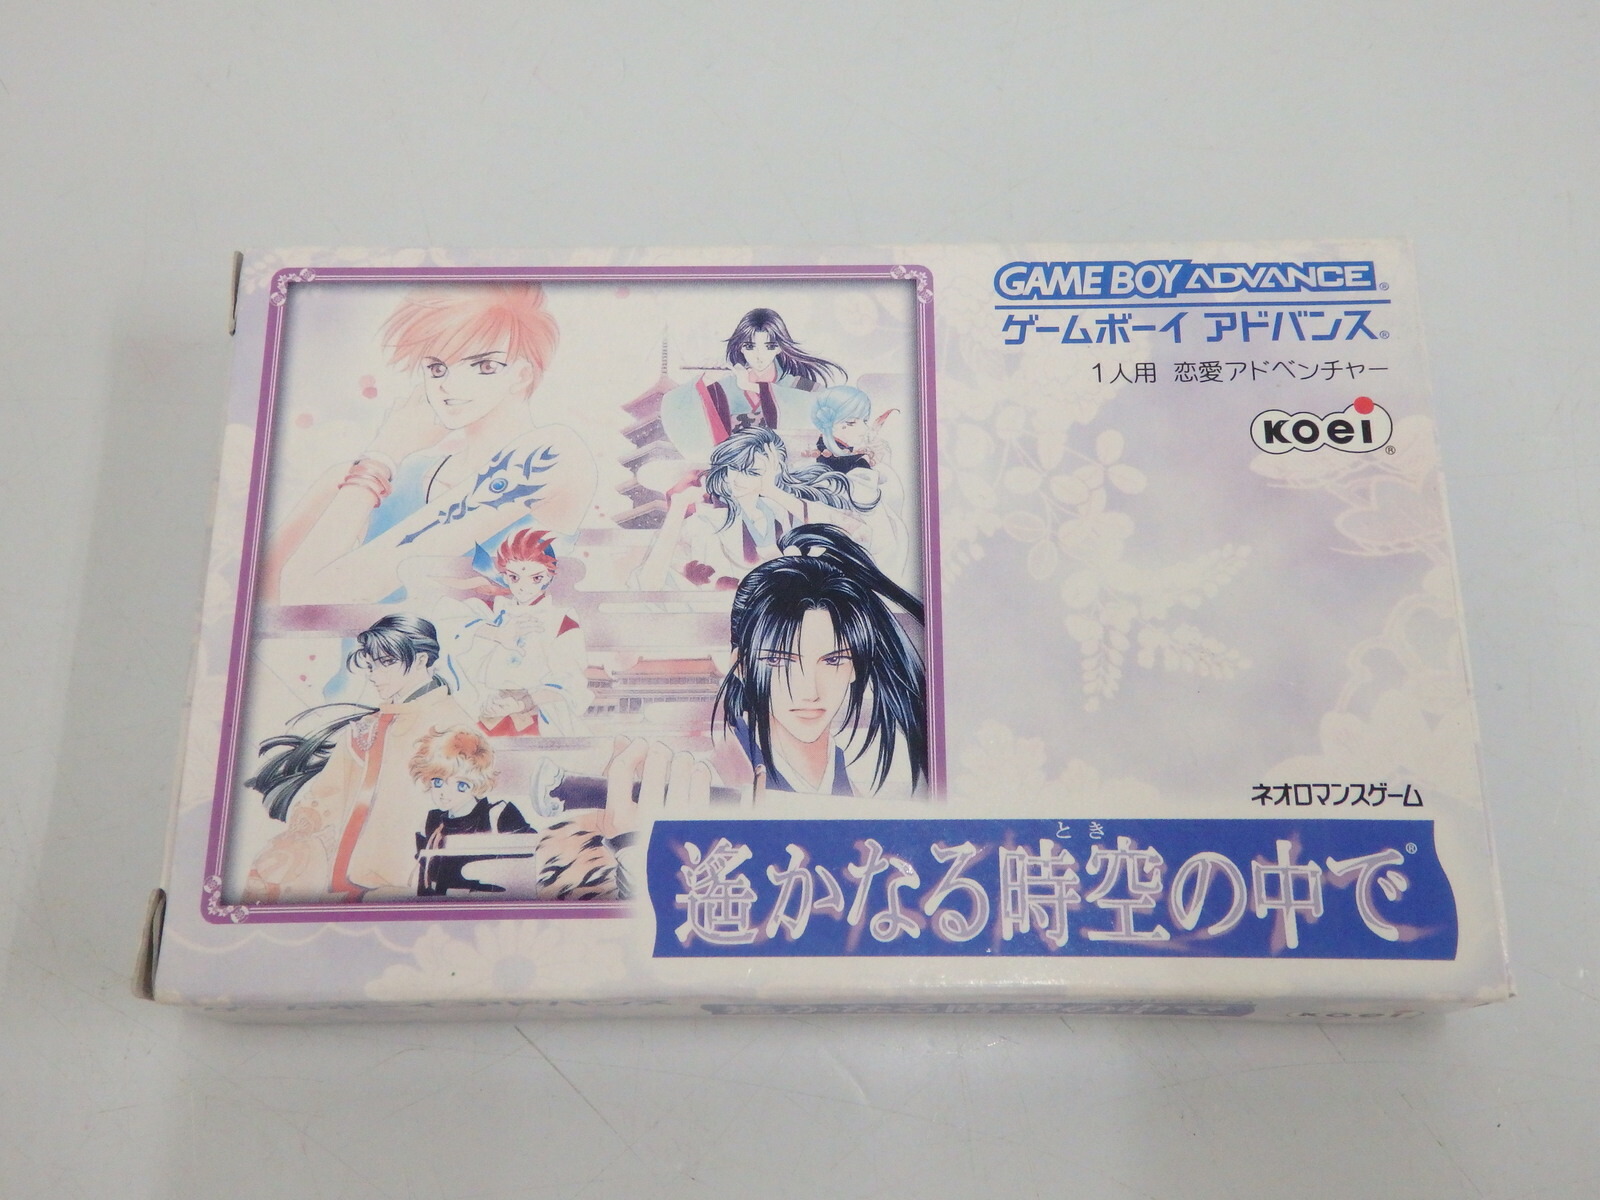 GAME BOY ADVANCE®
ゲームボーイ アドバンス®
1人用 恋愛アドベンチャー
KOEI®
ネオロマンスゲーム
とき
遙かなる時空の中で®
KOEI